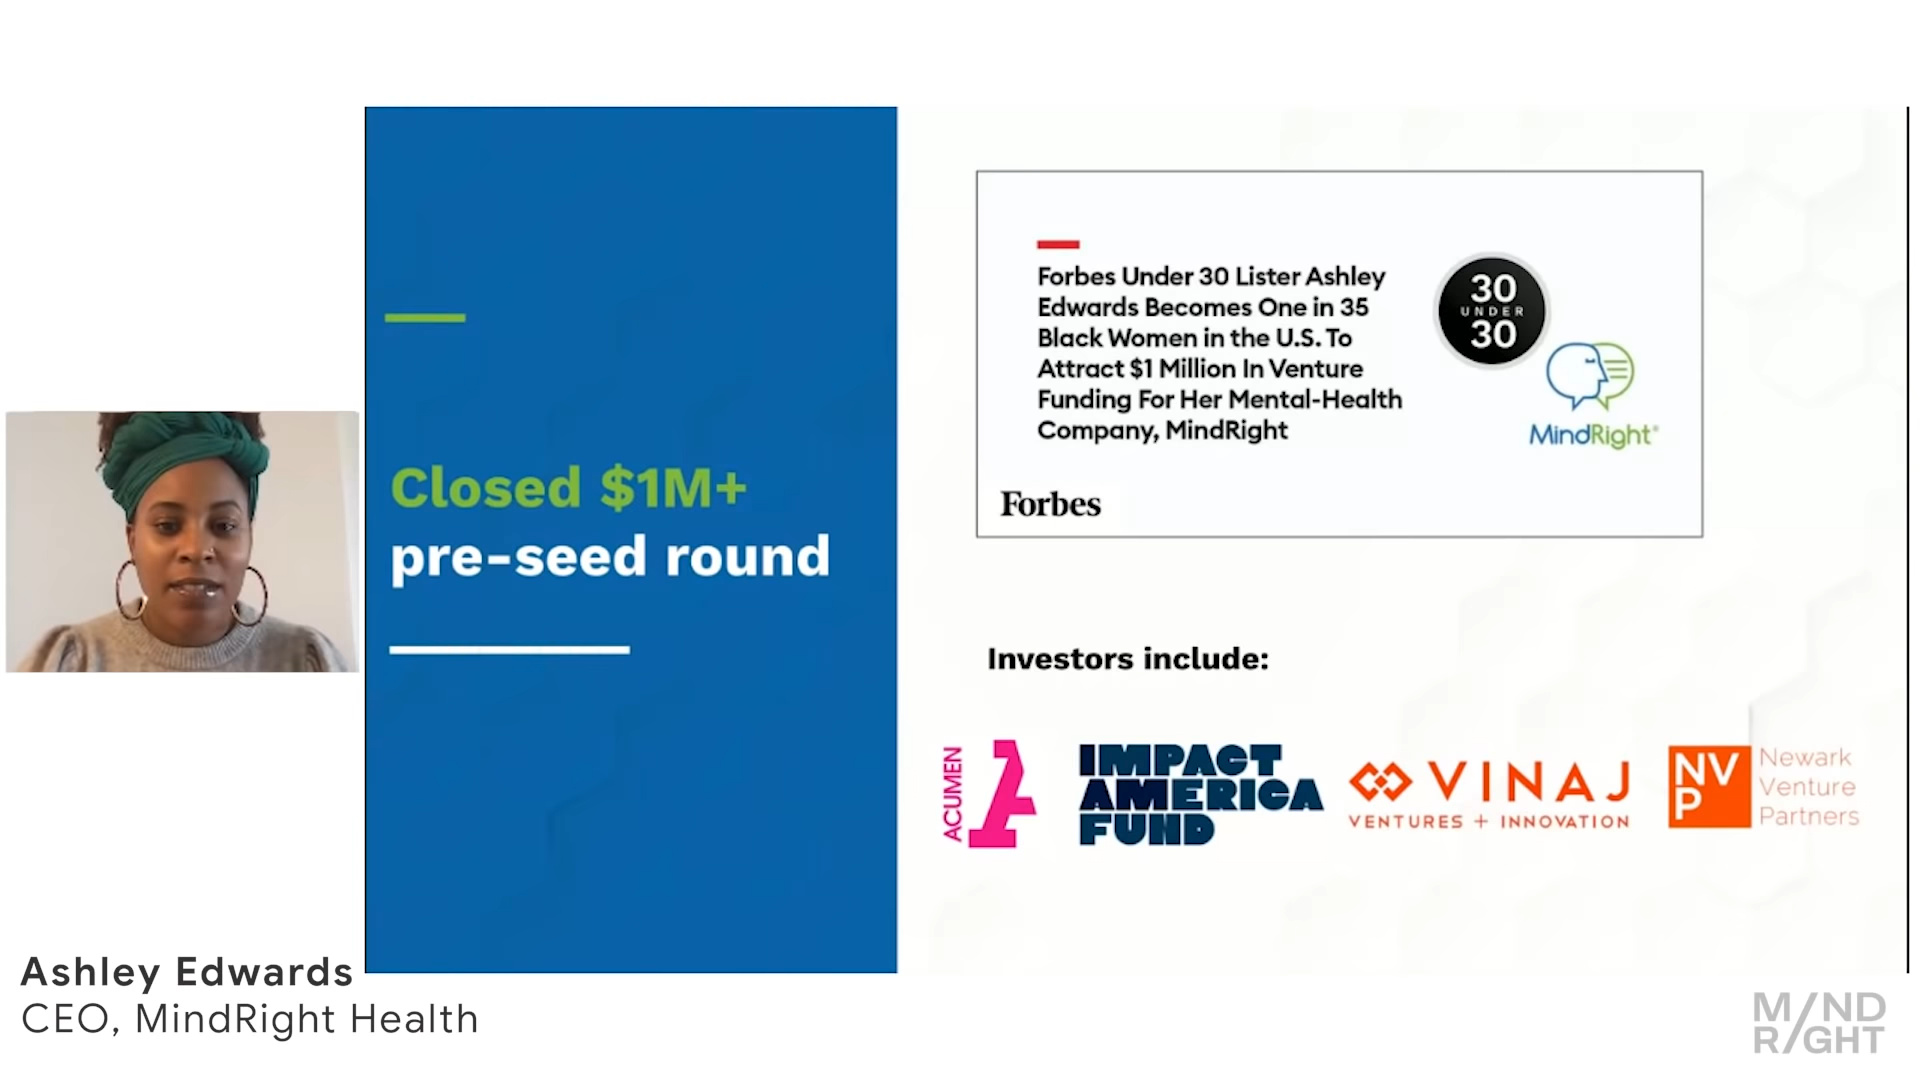 Closed $1M+
pre-seed round
Forbes Under 30 Lister Ashley
Edwards Becomes One in 35
Black Women in the U.S. To
Attract $1 Million In Venture
Funding For Her Mental-Health
Company, MindRight
Forbes
30
UNDER
30
MindRight®
Investors include:
ACUMEN
IMPACT
AMERICA
FUND
VINAJ
VENTURES + INNOVATION
NV
P
Newark
Venture
Partners
Ashley Edwards
CEO, MindRight Health
M/ND
R/GHT